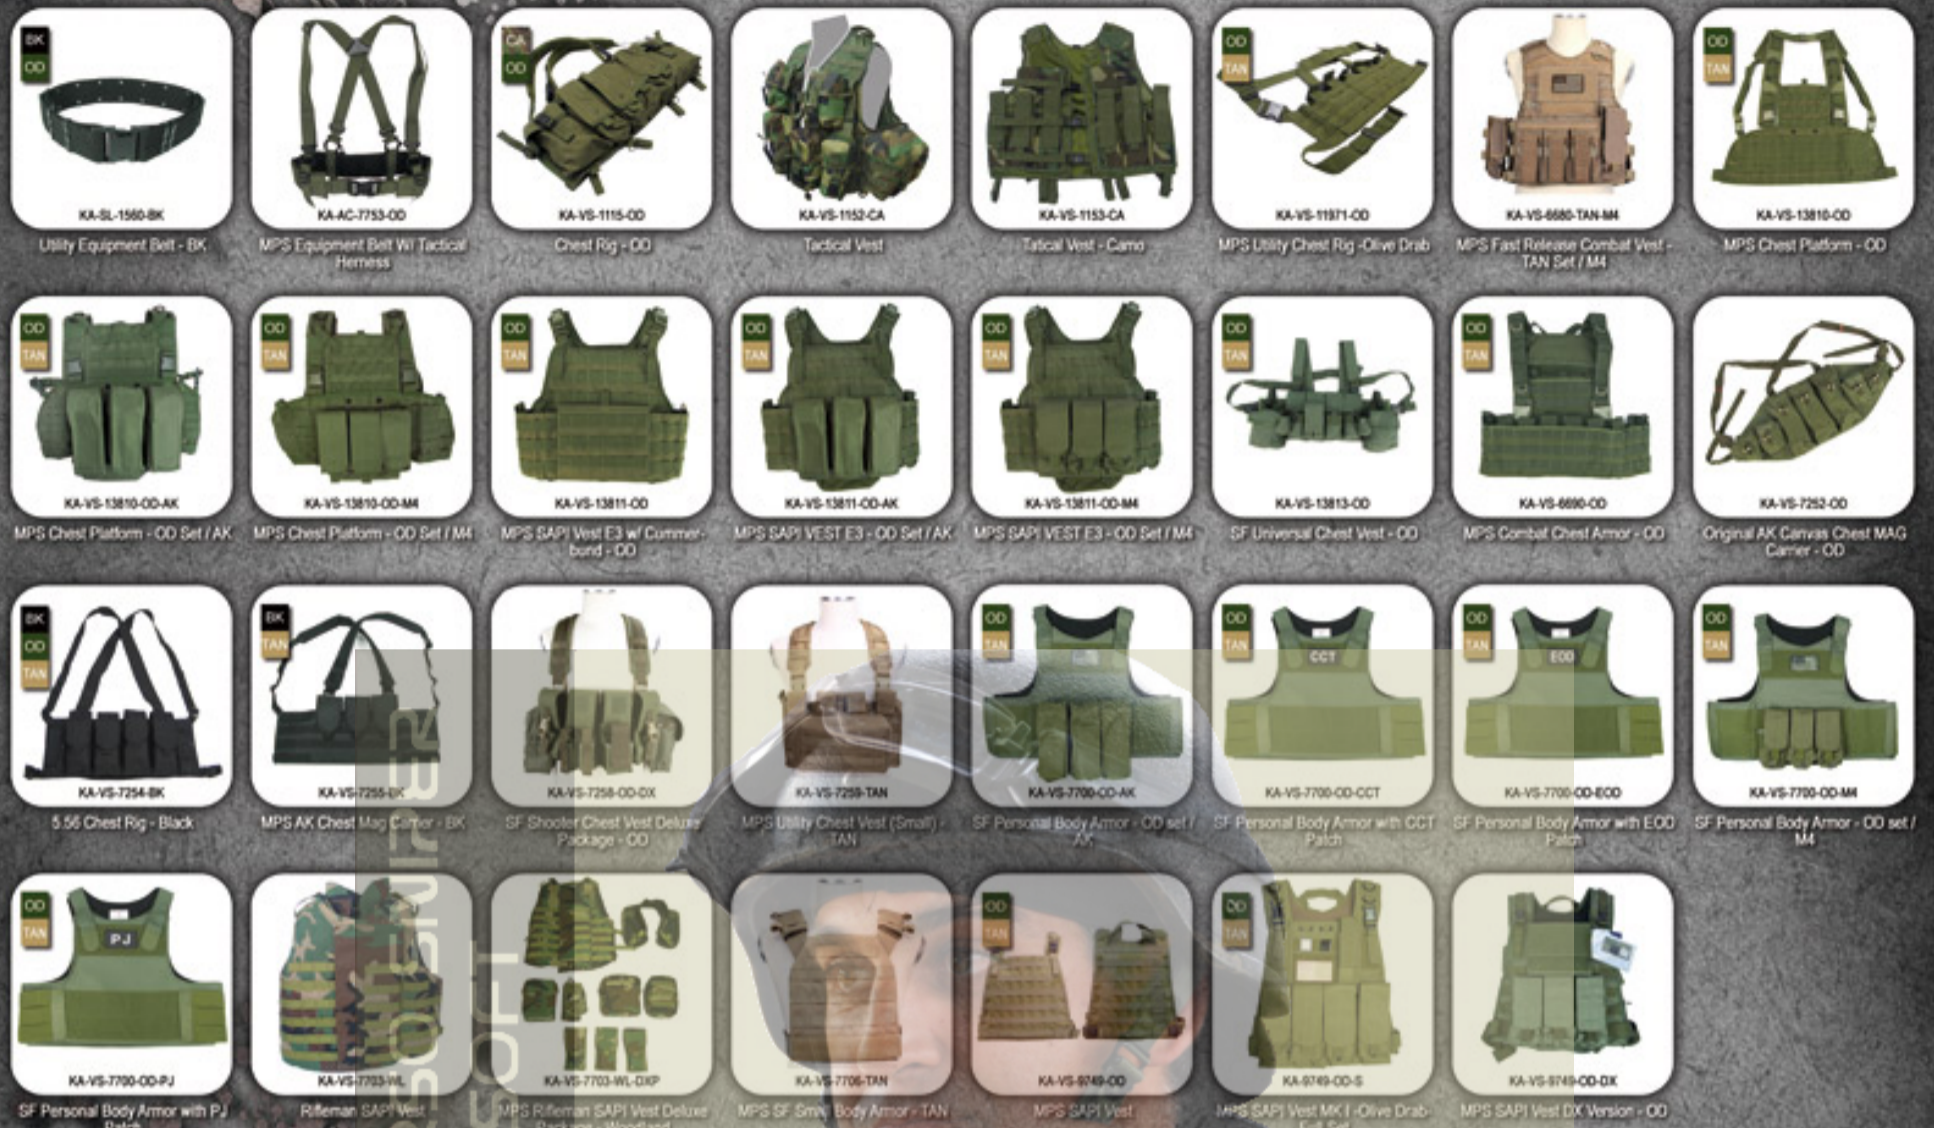 BK
OD
KA-SL-1560-BK
Utility Equipment Belt - BK
KA-AC-7753-OD
MPS Equipment Belt W/ Tactical
Herness
CA
OD
KA-VS-1115-OD
Chest Rig - OD
KA-VS-1152-CA
Tactical Vest
KA-VS-1153-CA
Tatical Vest - Camo
OD
TAN
KA-VS-11971-OD
MPS Utility Chest Rig -Olive Drab
KA-VS-6680-TAN-M4
MPS Fast Release Combat Vest -
TAN Set / M4
OD
TAN
KA-VS-13810-OD
MPS Chest Platform - OD
OD
TAN
KA-VS-13810-OD-AK
MPS Chest Platform - OD Set / AK
OD
TAN
KA-VS-13810-OD-M4
MPS Chest Platform - OD Set / M4
OD
TAN
KA-VS-13811-OD
MPS SAPI Vest E3 w/ Cummer-
bund - OD
OD
TAN
KA-VS-13811-OD-AK
MPS SAPI VEST E3 - OD Set / AK
OD
TAN
KA-VS-13811-OD-M4
MPS SAPI VEST E3 - OD Set / M4
OD
TAN
KA-VS-13813-OD
SF Universal Chest Vest - OD
OD
TAN
KA-VS-6690-OD
MPS Combat Chest Armor - OD
KA-VS-7252-OD
Original AK Canvas Chest MAG
Carrier - OD
BK
OD
TAN
KA-VS-7254-BK
5.56 Chest Rig - Black
BK
TAN
KA-VS-7255-BK
MPS AK Chest Mag Carrier - BK
KA-VS-7258-OD-DX
SF Shooter Chest Vest Deluxe
Package - OD
KA-VS-7259-TAN
MPS Utility Chest Vest (Small) -
TAN
OD
TAN
KA-VS-7700-OD-AK
SF Personal Body Armor - OD set /
AK
OD
TAN
CCT
KA-VS-7700-OD-CCT
SF Personal Body Armor with CCT
Patch
OD
TAN
EOD
KA-VS-7700-OD-EOD
SF Personal Body Armor with EOD
Patch
OD
TAN
KA-VS-7700-OD-M4
SF Personal Body Armor - OD set /
M4
OD
TAN
PJ
KA-VS-7700-OD-PJ
SF Personal Body Armor with PJ
Patch
KA-VS-7703-WL
Rifleman SAPI Vest
KA-VS-7703-WL-DXP
MPS Rifleman SAPI Vest Deluxe
Package - Woodland
KA-VS-7706-TAN
MPS SF Smw. Body Armor - TAN
OD
TAN
KA-VS-9749-OD
MPS SAPI Vest
OD
TAN
KA-9749-OD-S
MPS SAPI Vest MK I -Olive Drab-
Full Set
KA-VS-9749-OD-DX
MPS SAPI Vest DX Version - OD